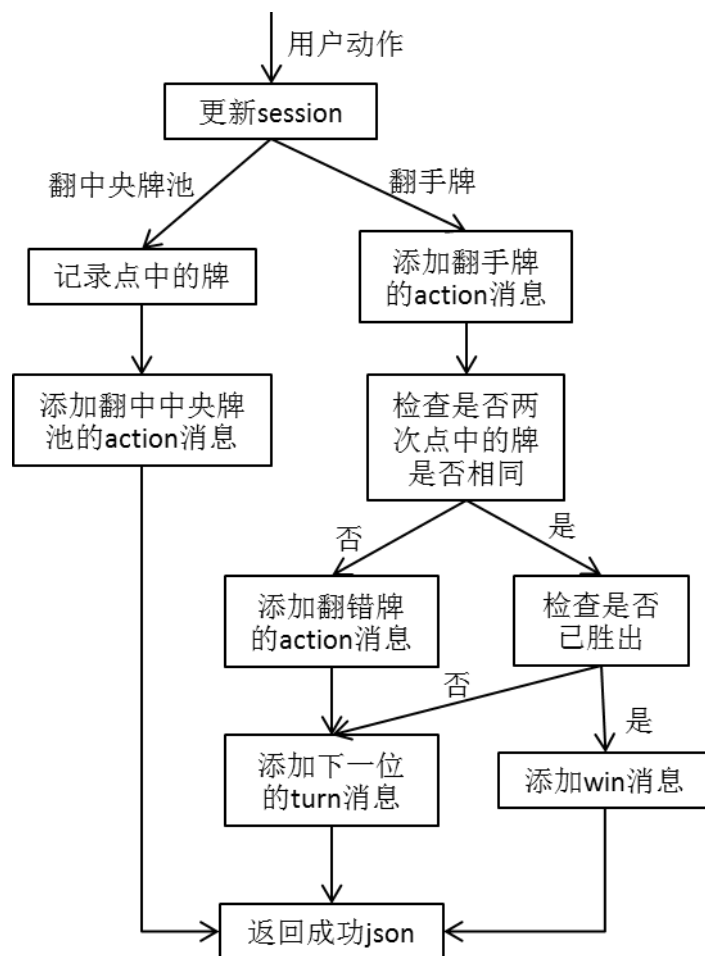 用户动作
更新session
翻中央牌池
翻手牌
记录点中的牌
添加翻手牌
的action消息
添加翻中中央牌
池的action消息
检查是否两
次点中的牌
是否相同
否
是
添加翻错牌
的action消息
检查是否
已胜出
否
是
添加下一位
的turn消息
添加win消息
返回成功json